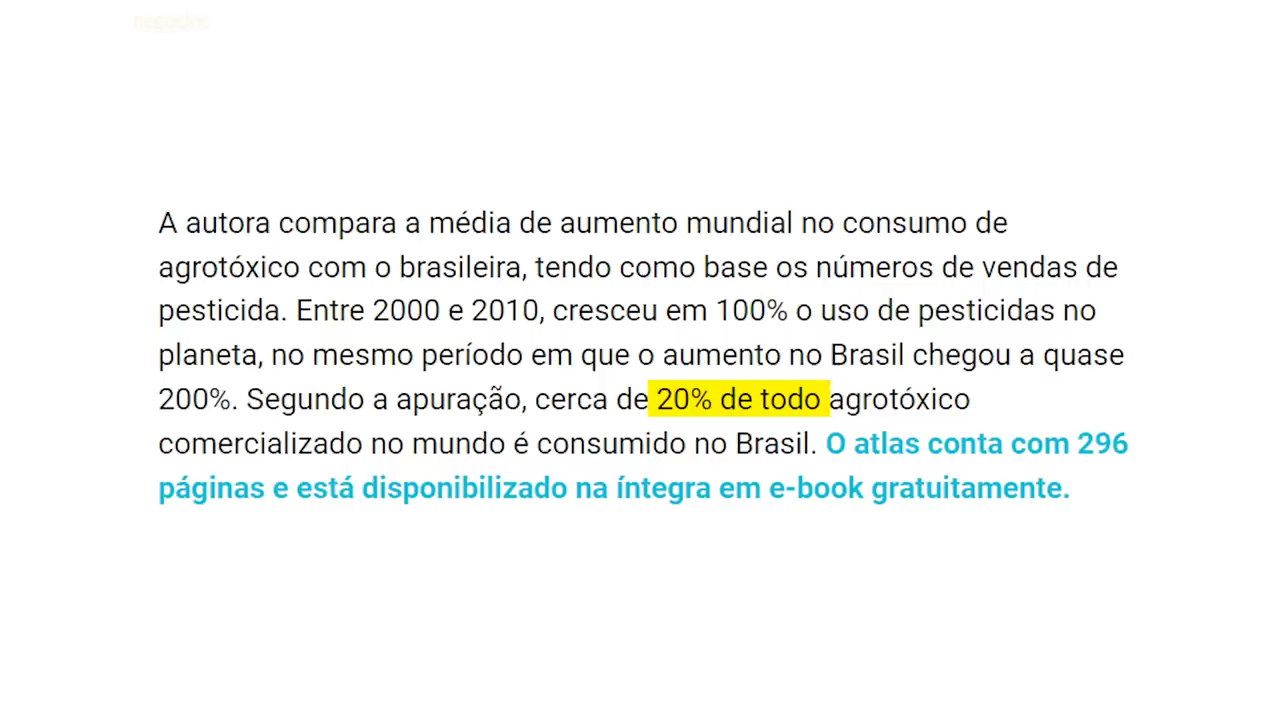 A autora compara a média de aumento mundial no consumo de
agrotóxico com o brasileira, tendo como base os números de vendas de
pesticida. Entre 2000 e 2010, cresceu em 100% o uso de pesticidas no
planeta, no mesmo período em que o aumento no Brasil chegou a quase
200%. Segundo a apuração, cerca de 20% de todo agrotóxico
comercializado no mundo é consumido no Brasil. O atlas conta com 296
páginas e está disponibilizado na íntegra em e-book gratuitamente.